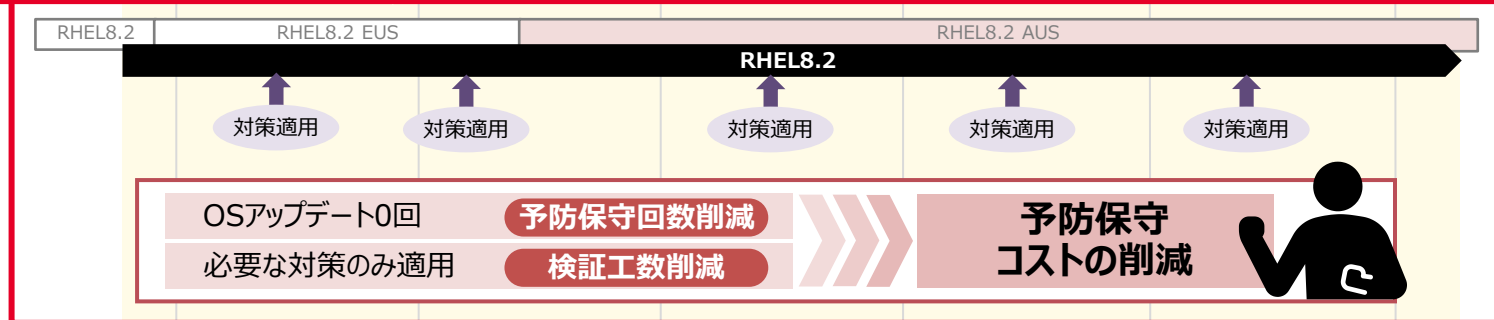 RHEL8.2
RHEL8.2 EUS
RHEL8.2 AUS
RHEL8.2
対策適用
対策適用
対策適用
対策適用
対策適用
OSアップデート0回
予防保守回数削減
必要な対策のみ適用
検証工数削減
予防保守
コストの削減